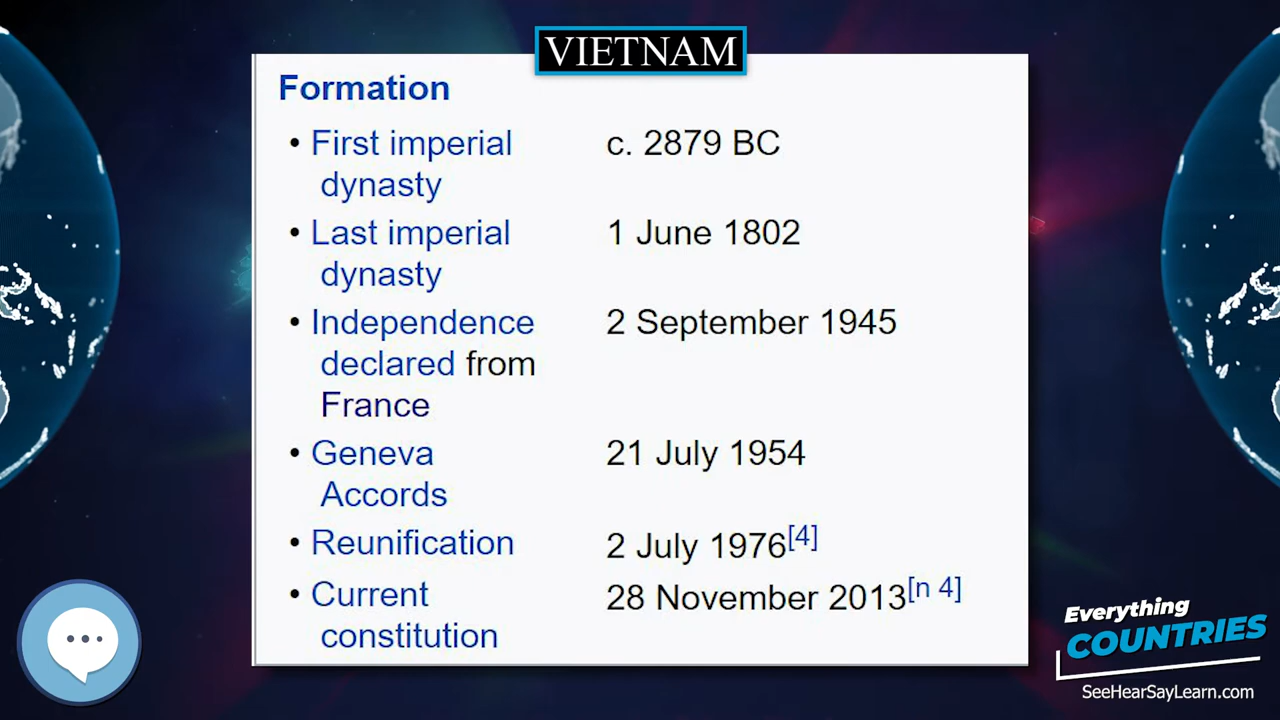 VIETNAM
Formation
• First imperial c. 2879 BC
dynasty
• Last imperial 1 June 1802
dynasty
• Independence 2 September 1945
declared from
France
• Geneva 21 July 1954
Accords
• Reunification 2 July 1976[4]
• Current 28 November 2013[n 4]
constitution
Everything
COUNTRIES
SeeHearSayLearn.com